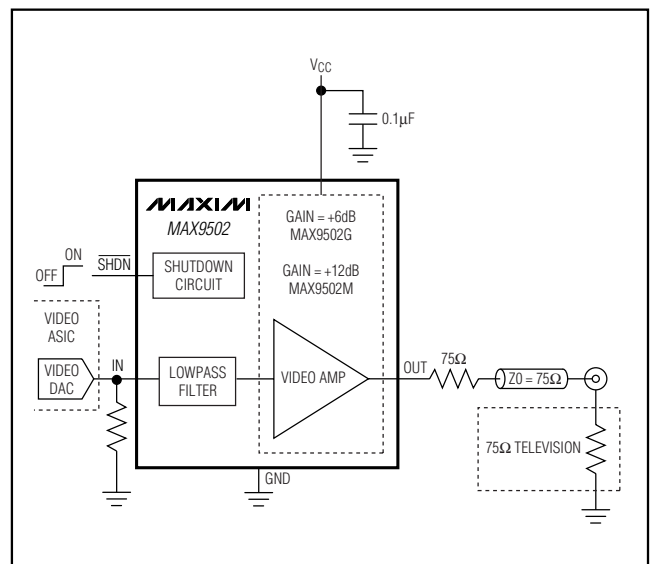 VCC
0.1µF
MAXIM
MAX9502
GAIN = +6dB
MAX9502G
GAIN = +12dB
MAX9502M
ON
OFF
SHDN
SHUTDOWN
CIRCUIT
VIDEO
ASIC
VIDEO
DAC
IN
LOWPASS
FILTER
VIDEO AMP
OUT
75Ω
Z0 = 75Ω
75Ω TELEVISION
GND